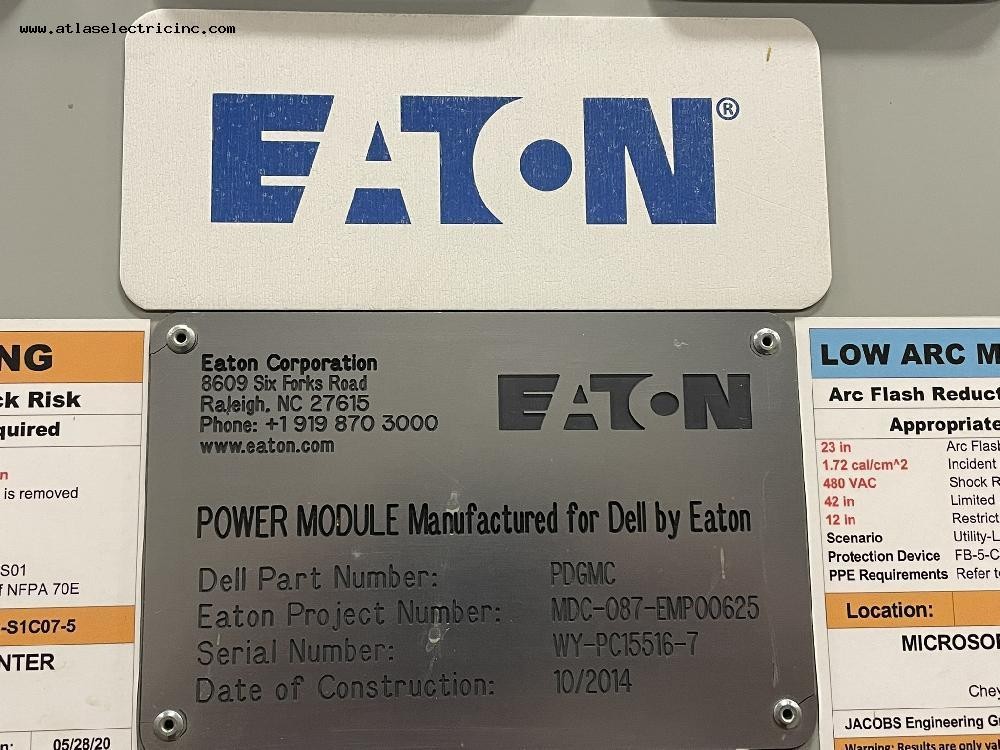 www.atlaselectricinc.com
EATON®
Eaton Corporation
8609 Six Forks Road
Raleigh, NC 27615
Phone: +1 919 870 3000
www.eaton.com
EATON
POWER MODULE Manufactured for Dell by Eaton
Dell Part Number: PDGMC
Eaton Project Number: MDC-087-EMP00625
Serial Number: WY-PC15516-7
Date of Construction: 10/2014
NG
ck Risk
quired
n
is removed
S01
f NFPA 70E
-S1C07-5
NTER
n: 05/28/20
LOW ARC M
Arc Flash Reduct
Appropriate
23 in Arc Flash
1.72 cal/cm^2 Incident
480 VAC Shock R
42 in Limited
12 in Restrict
Scenario Utility-L
Protection Device FB-5-C
PPE Requirements Refer to
Location:
MICROSO
Chey
JACOBS Engineering G
Warning: Results are only val